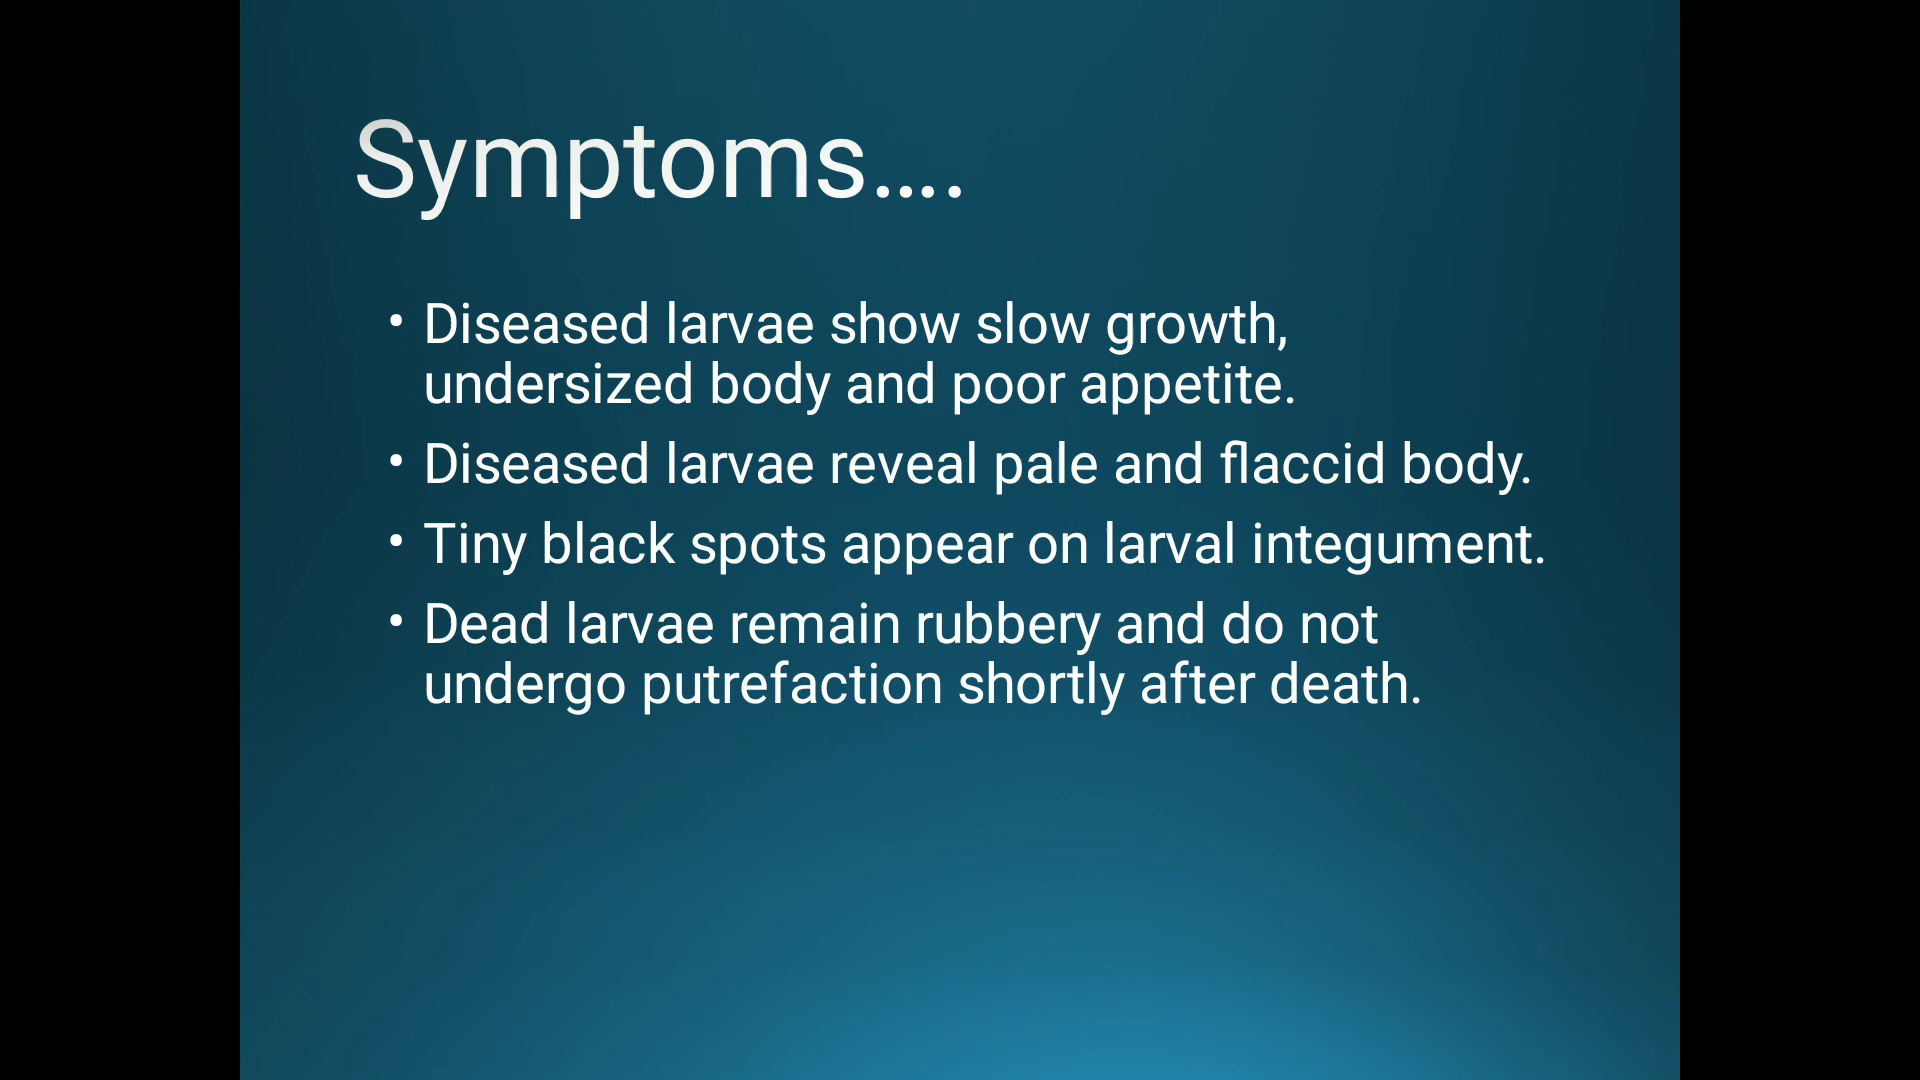 Symptoms....
• Diseased larvae show slow growth,
undersized body and poor appetite.
• Diseased larvae reveal pale and flaccid body.
• Tiny black spots appear on larval integument.
• Dead larvae remain rubbery and do not
undergo putrefaction shortly after death.